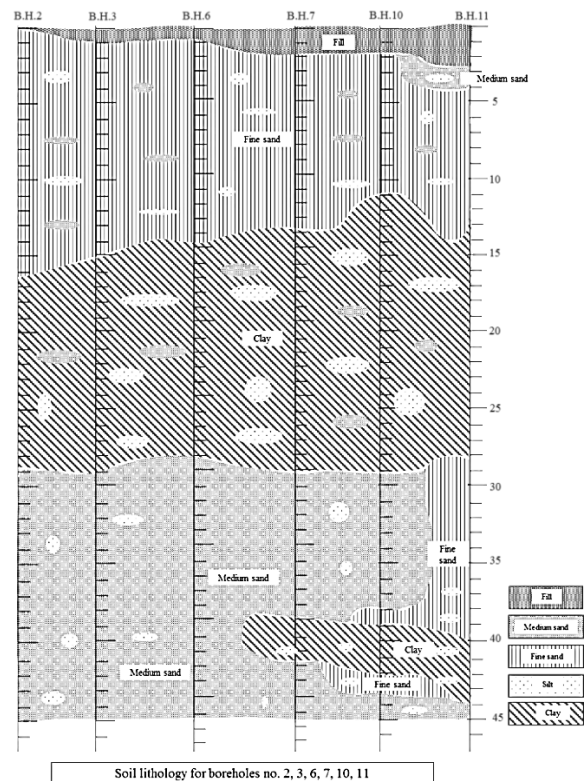 B.H.2 B.H.3 B.H.6 B.H.7 B.H.10 B.H.11
Fill
Medium sand
5
Fine sand
10
15
20
Clay
25
30
Fine
sand
35
Medium sand
Fill
Medium sand
40
Clay
Fine sand
Medium sand
Fine sand
Silt
45
Clay
Soil lithology for boreholes no. 2, 3, 6, 7, 10, 11